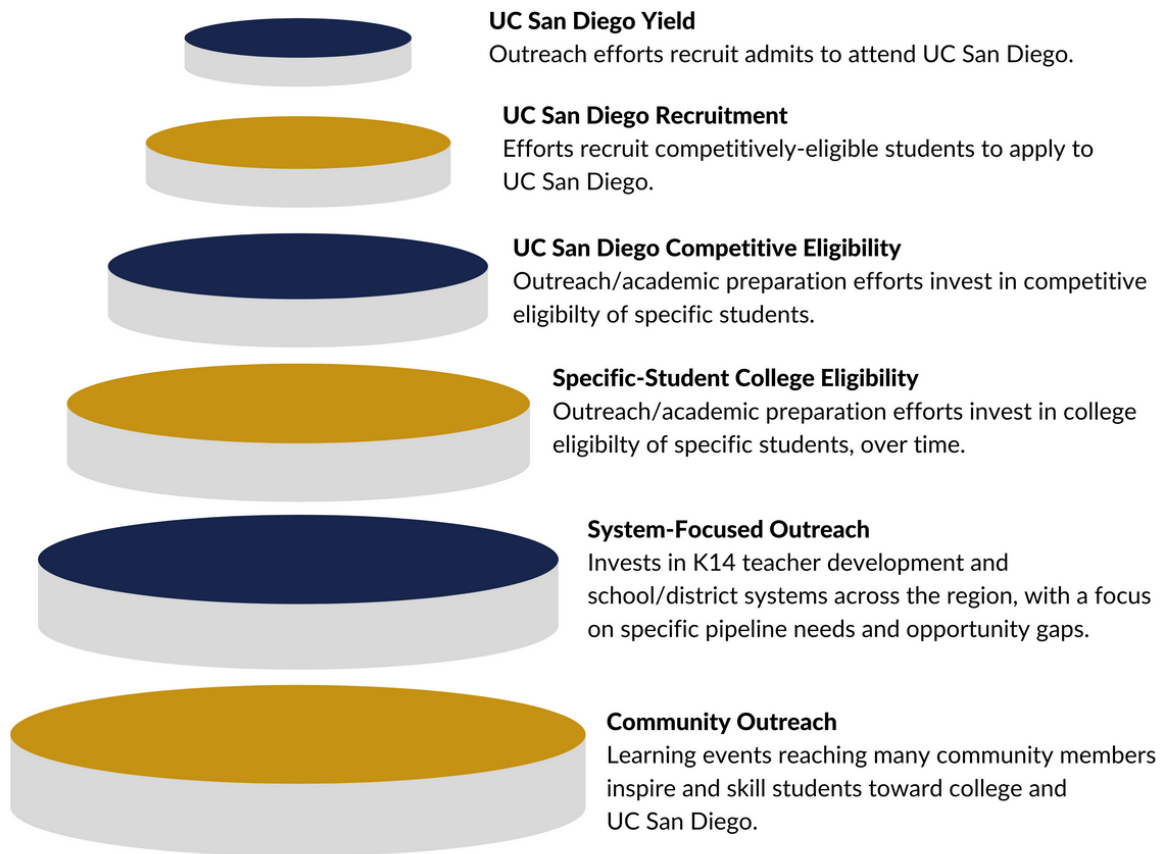 UC San Diego Yield
Outreach efforts recruit admits to attend UC San Diego.
UC San Diego Recruitment
Efforts recruit competitively-eligible students to apply to
UC San Diego.
UC San Diego Competitive Eligibility
Outreach/academic preparation efforts invest in competitive
eligibilty of specific students.
Specific-Student College Eligibility
Outreach/academic preparation efforts invest in college
eligibilty of specific students, over time.
System-Focused Outreach
Invests in K14 teacher development and
school/district systems across the region, with a focus
on specific pipeline needs and opportunity gaps.
Community Outreach
Learning events reaching many community members
inspire and skill students toward college and
UC San Diego.